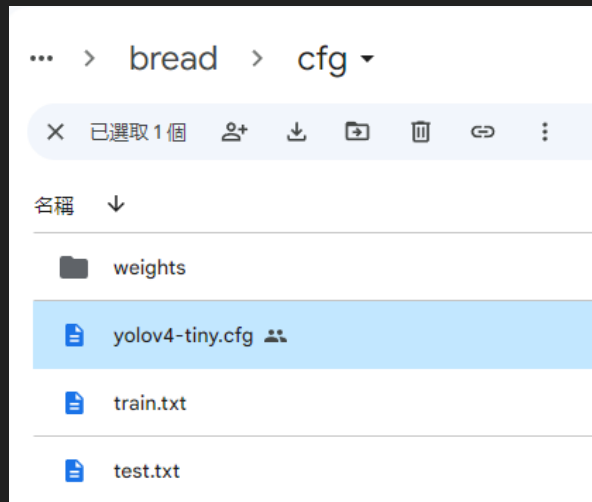 ... > bread > cfg
已選取 1 個
名稱
weights
yolov4-tiny.cfg
train.txt
test.txt